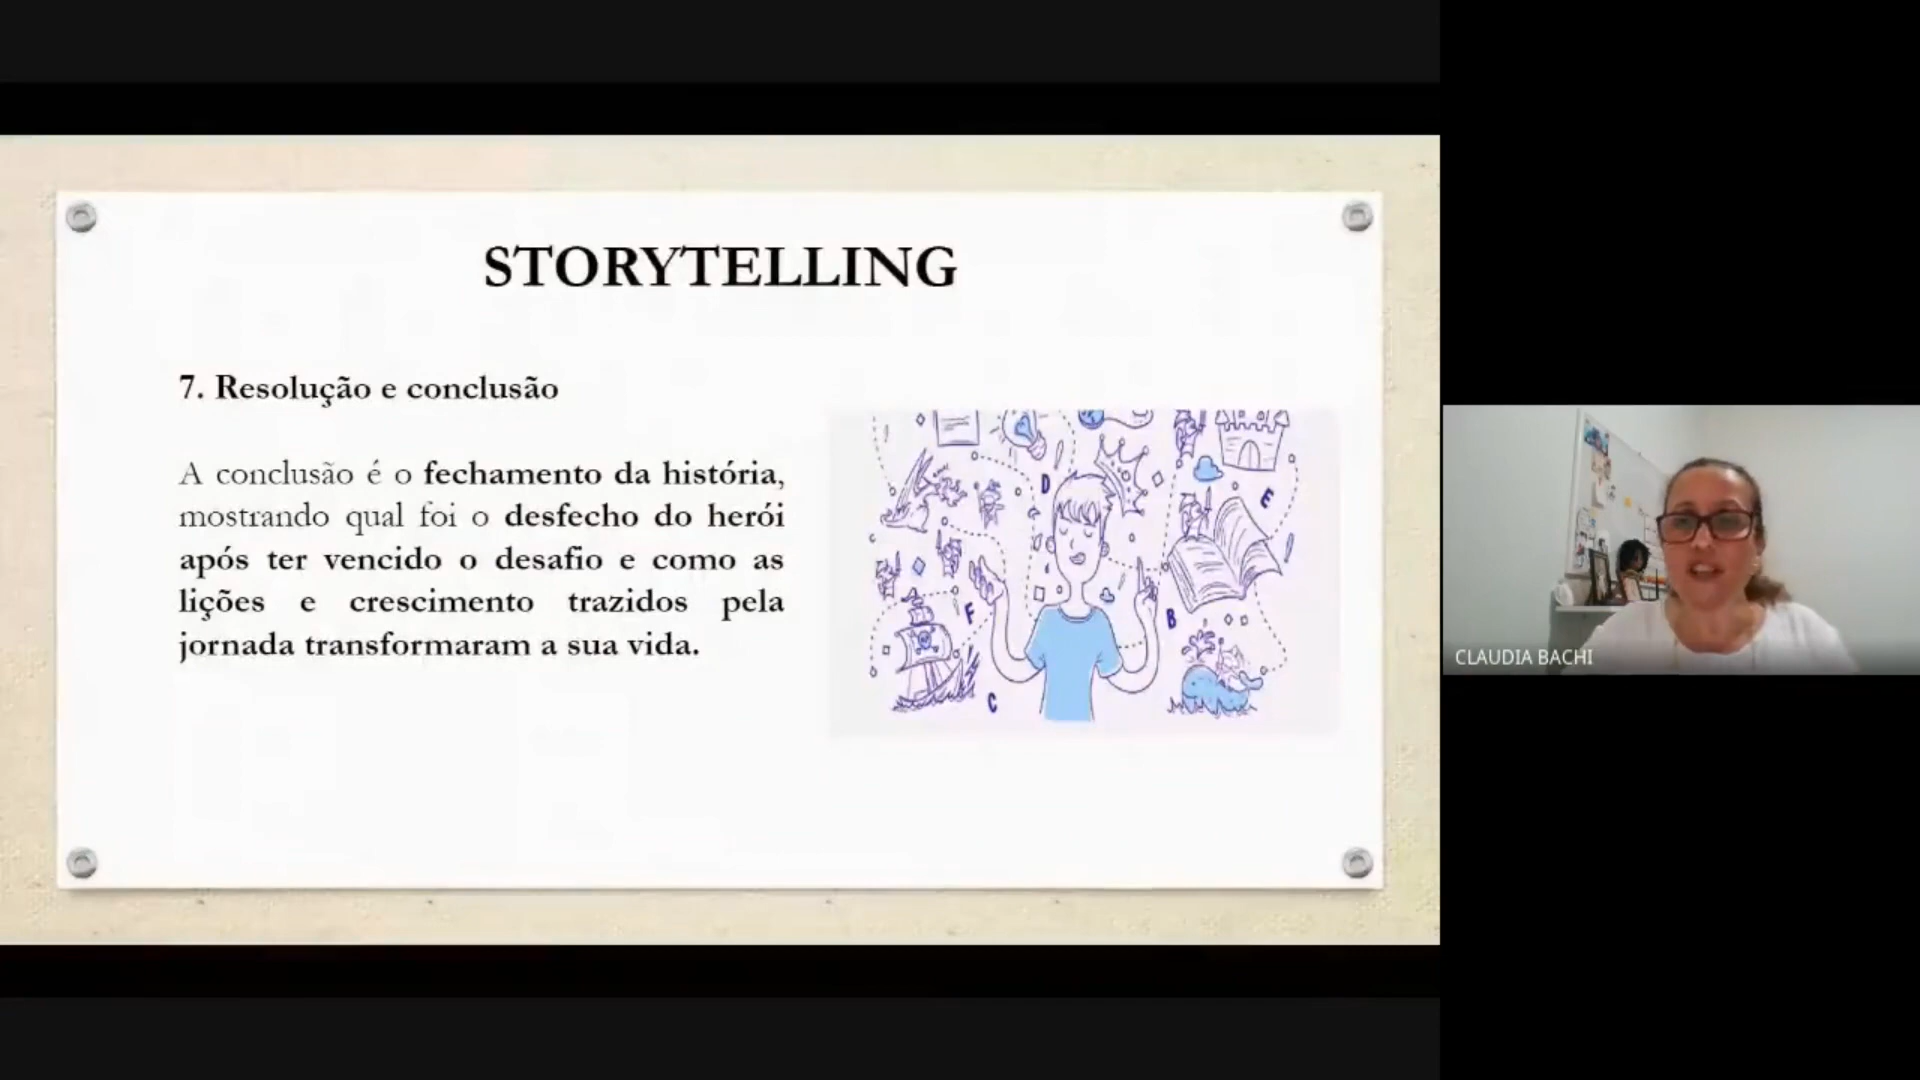 STORYTELLING
7. Resolução e conclusão
A conclusão é o fechamento da história,
mostrando qual foi o desfecho do herói
após ter vencido o desafio e como as
lições e crescimento trazidos pela
jornada transformaram a sua vida.
D
E
F
B
C
CLAUDIA BACHI